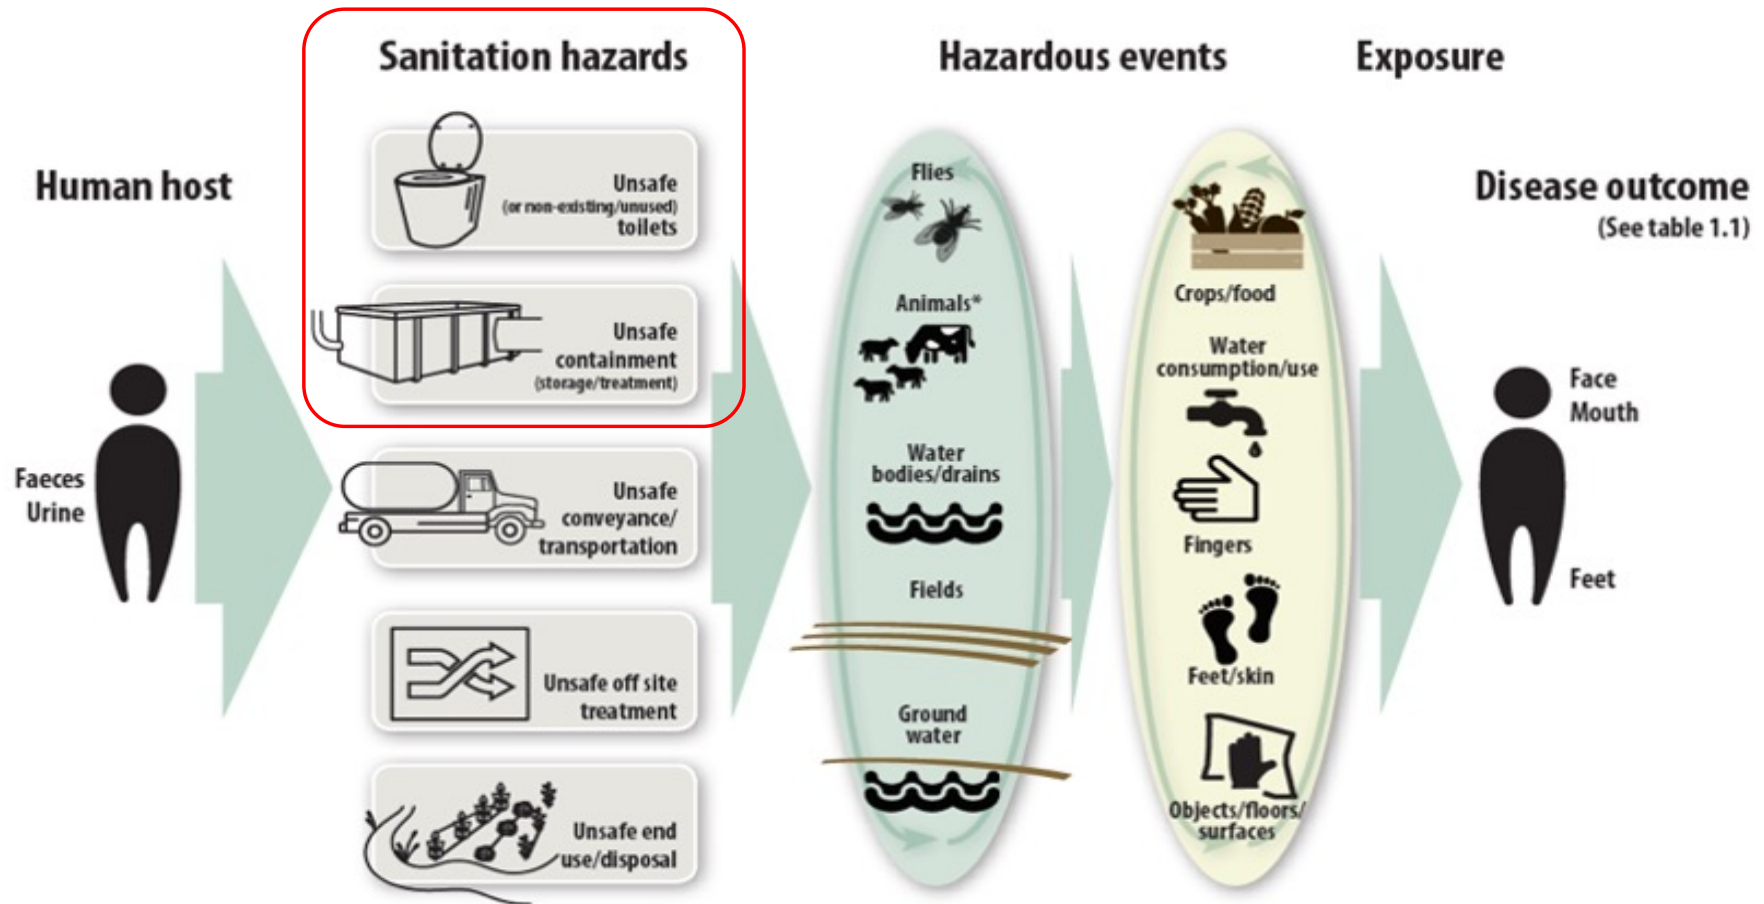 Sanitation hazards
Hazardous events
Exposure
Human host
Disease outcome
(See table 1.1)
Faeces
Urine
Unsafe
(or non-existing/unused)
toilets
Unsafe
containment
(storage/treatment)
Unsafe
conveyance/
transportation
Unsafe off site
treatment
Unsafe end
use/disposal
Flies
Animals*
Water
bodies/drains
Fields
Ground
water
Crops/food
Water
consumption/use
Fingers
Feet/skin
Objects/floors/
surfaces
Face
Mouth
Feet